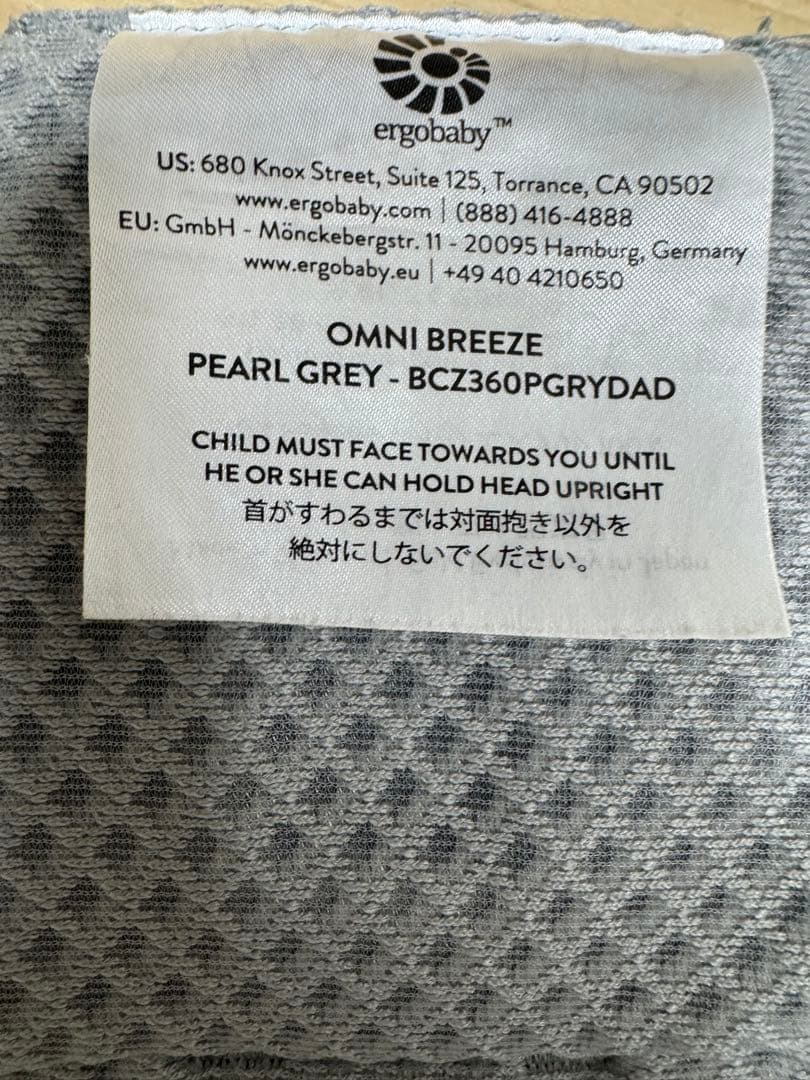 ergobaby™
US: 680 Knox Street, Suite 125, Torrance, CA 90502
www.ergobaby.com | (888) 416-4888
EU: GmbH - Mönckebergstr. 11 - 20095 Hamburg, Germany
www.ergobaby.eu | +49 40 4210650
OMNI BREEZE
PEARL GREY - BCZ360PGRYDAD
CHILD MUST FACE TOWARDS YOU UNTIL
HE OR SHE CAN HOLD HEAD UPRIGHT
首がすわるまでは対面抱き以外を
絶対にしないでください。